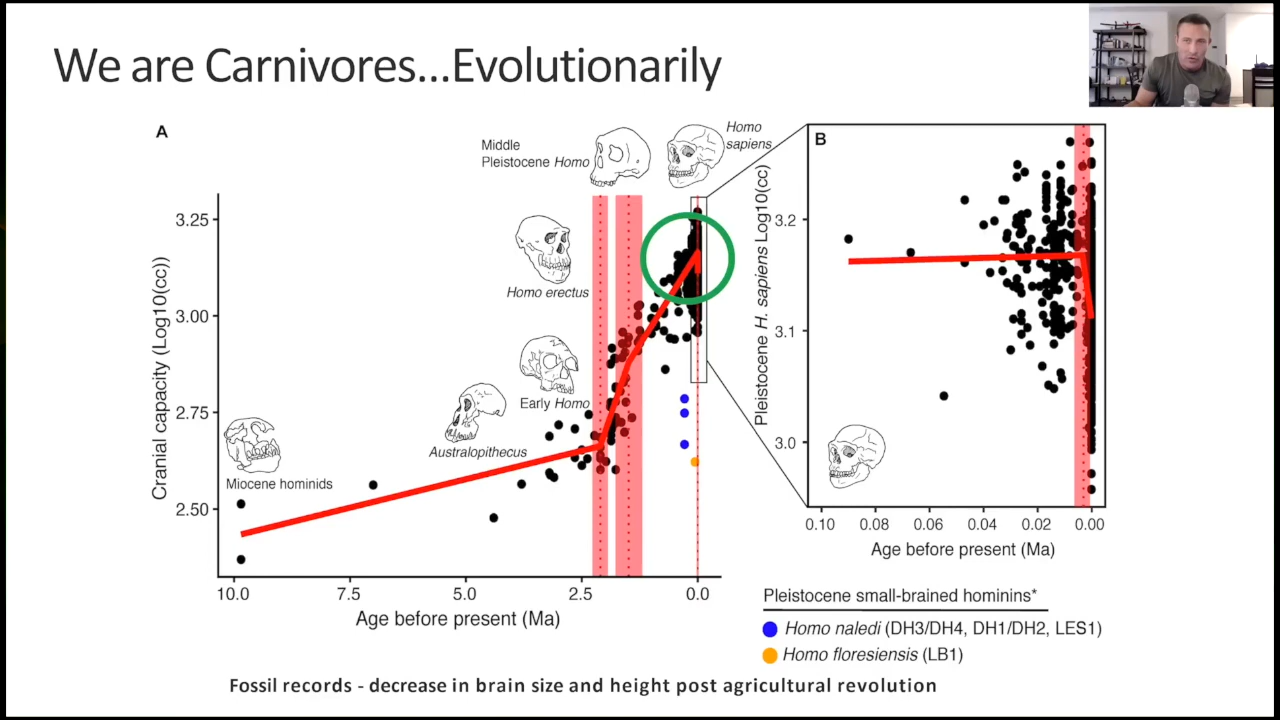 We are Carnivores...Evolutionarily
A
Middle
Pleistocene Homo
Homo
sapiens
B
3.25
3.00
2.75
2.50
Cranial capacity (Log10(cc))
Homo erectus
Early Homo
Australopithecus
Miocene hominids
10.0
7.5
5.0
2.5
0.0
Age before present (Ma)
Pleistocene H. sapiens Log10(cc)
3.2
3.1
3.0
0.10
0.08
0.06
0.04
0.02
0.00
Age before present (Ma)
Pleistocene small-brained hominins*
Homo naledi (DH3/DH4, DH1/DH2, LES1)
Homo floresiensis (LB1)
Fossil records - decrease in brain size and height post agricultural revolution